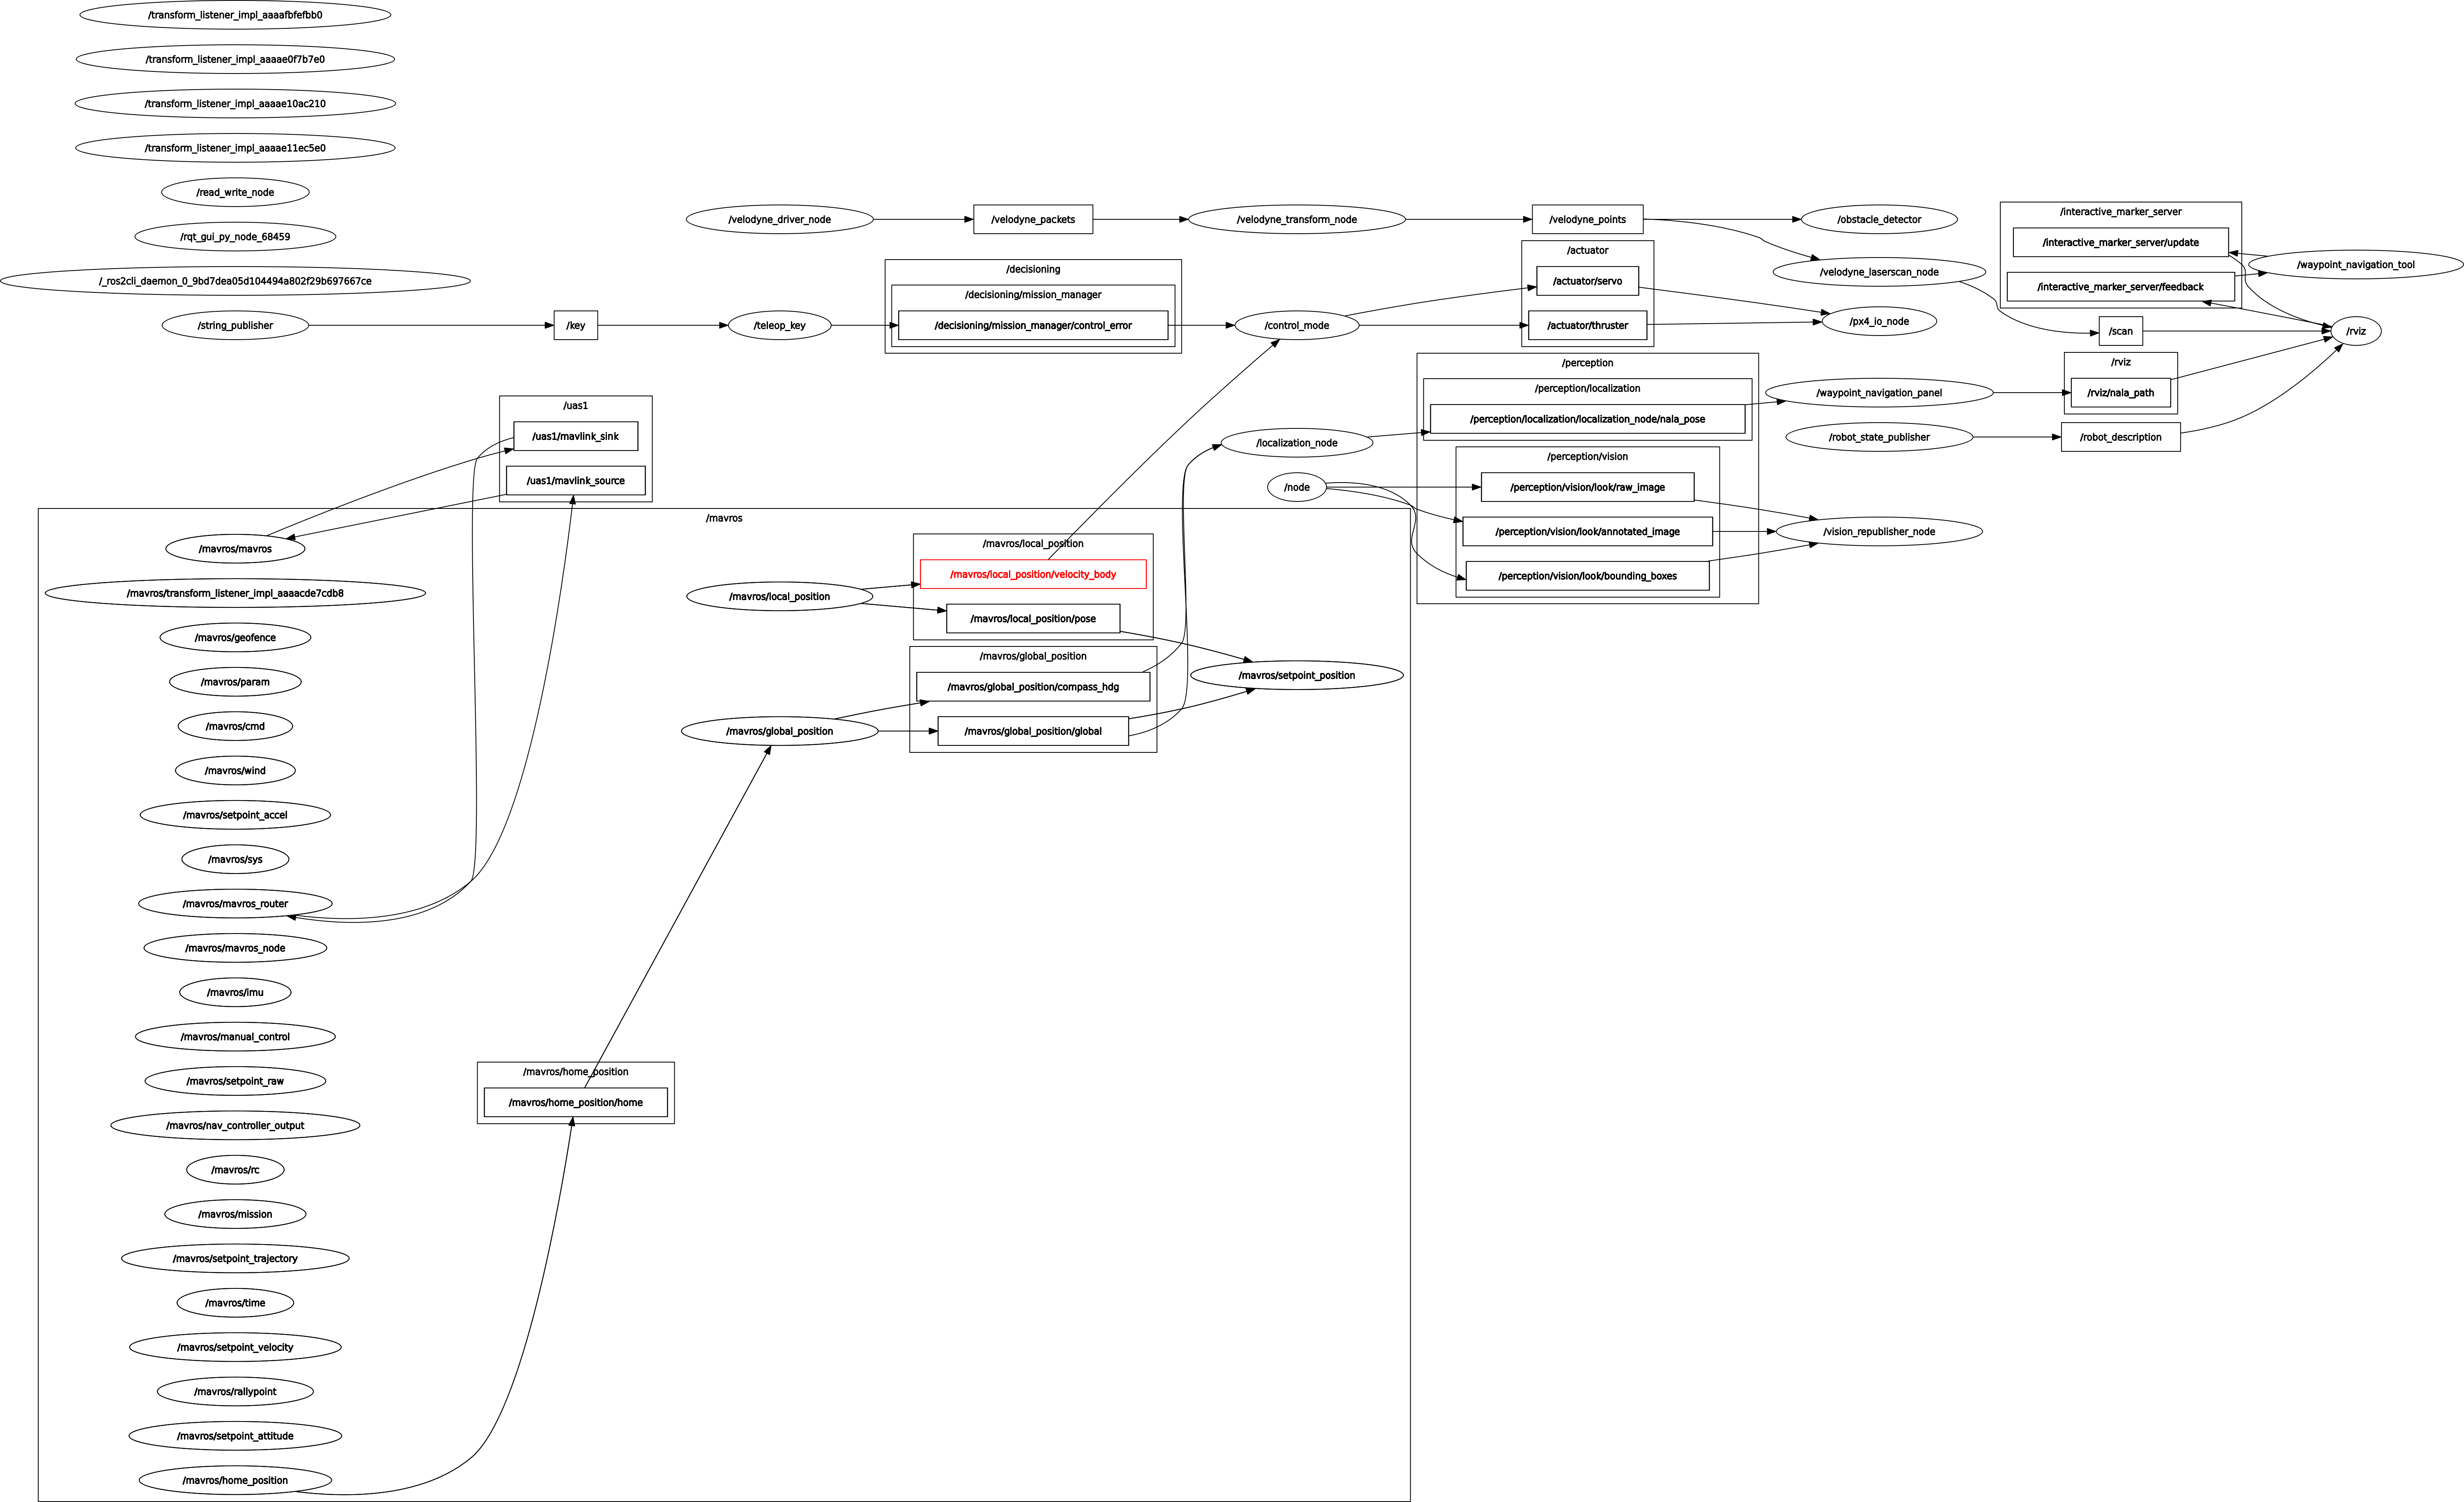 /transform_listener_impl_aaaafbfefbb0
/transform_listener_impl_aaaae0f7b7e0
/transform_listener_impl_aaaae10ac210
/transform_listener_impl_aaaae11ec5e0
/read_write_node
/rqt_gui_py_node_68459
/_ros2cli_daemon_0_9bd7dea05d104494a802f29b697667ce
/string_publisher
/key
/teleop_key
/velodyne_driver_node
/velodyne_packets
/velodyne_transform_node
/velodyne_points
/obstacle_detector
/velodyne_laserscan_node
/decisioning
/decisioning/mission_manager
/decisioning/mission_manager/control_error
/control_mode
/actuator
/actuator/servo
/actuator/thruster
/px4_io_node
/interactive_marker_server
/interactive_marker_server/update
/interactive_marker_server/feedback
/waypoint_navigation_tool
/scan
/rviz
/rviz
/rviz/nala_path
/robot_description
/perception
/perception/localization
/perception/localization/localization_node/nala_pose
/waypoint_navigation_panel
/robot_state_publisher
/localization_node
/node
/perception/vision
/perception/vision/look/raw_image
/perception/vision/look/annotated_image
/perception/vision/look/bounding_boxes
/vision_republisher_node
/uas1
/uas1/mavlink_sink
/uas1/mavlink_source
/mavros
/mavros/mavros
/mavros/transform_listener_impl_aaaacde7cdb8
/mavros/geofence
/mavros/param
/mavros/cmd
/mavros/wind
/mavros/setpoint_accel
/mavros/sys
/mavros/mavros_router
/mavros/mavros_node
/mavros/imu
/mavros/manual_control
/mavros/setpoint_raw
/mavros/nav_controller_output
/mavros/rc
/mavros/mission
/mavros/setpoint_trajectory
/mavros/time
/mavros/setpoint_velocity
/mavros/rallypoint
/mavros/setpoint_attitude
/mavros/home_position
/mavros/home_position
/mavros/home_position/home
/mavros/local_position
/mavros/local_position
/mavros/local_position/velocity_body
/mavros/local_position/pose
/mavros/global_position
/mavros/global_position
/mavros/global_position/compass_hdg
/mavros/global_position/global
/mavros/setpoint_position